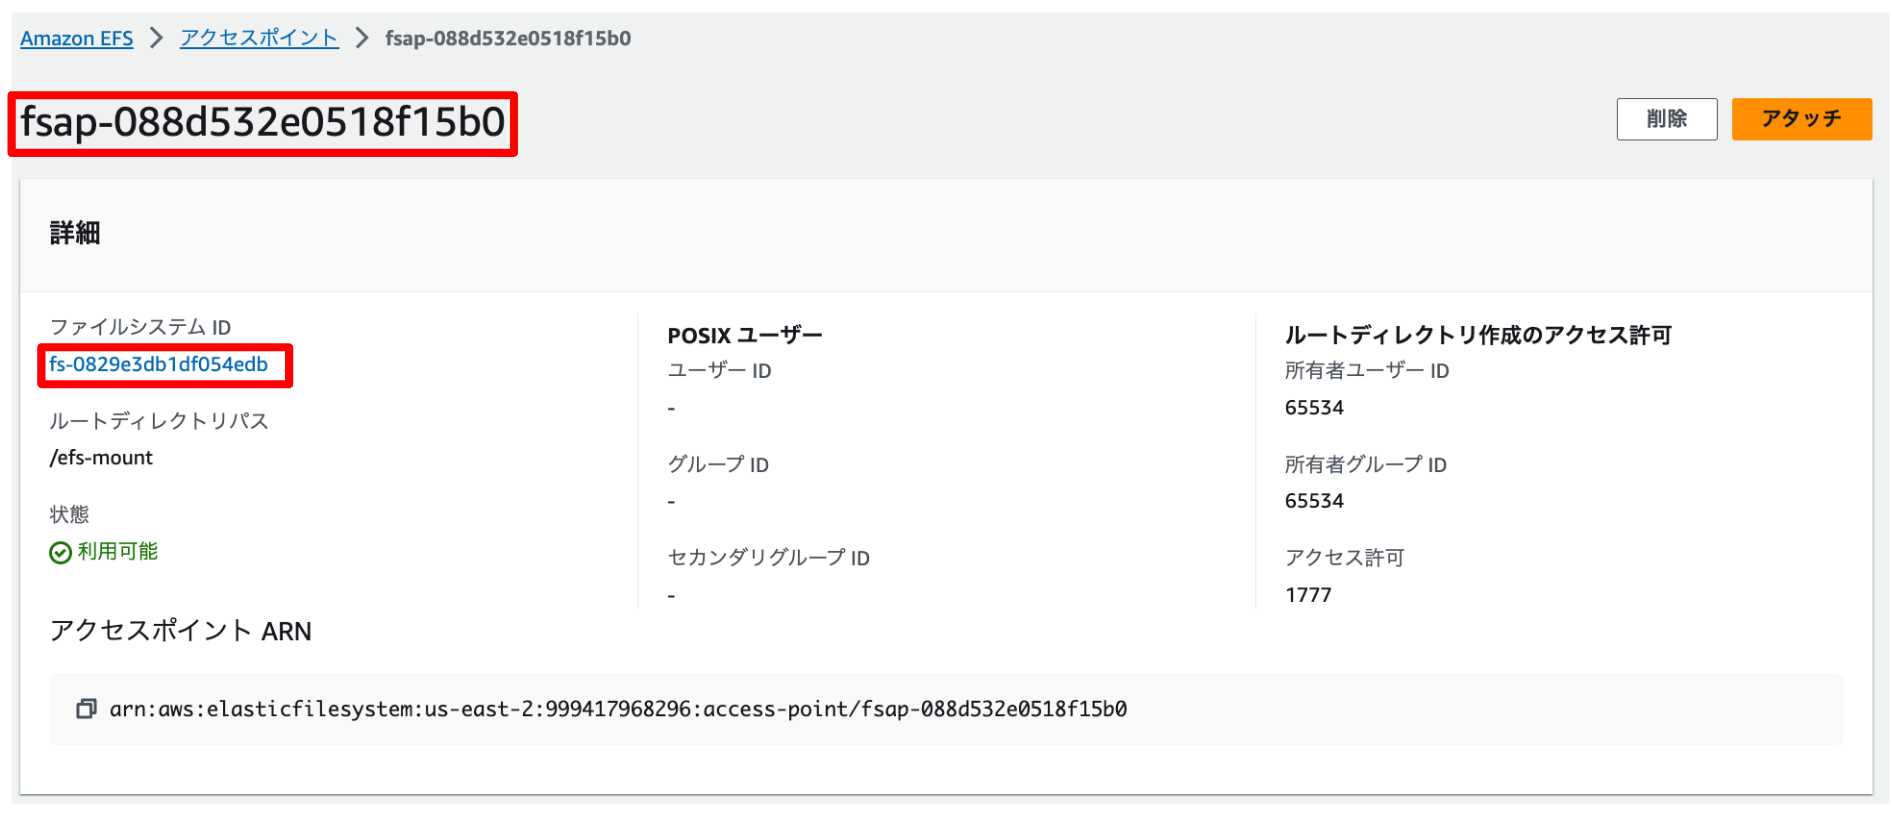 Amazon EFS > アクセスポイント > fsap-088d532e0518f15b0
fsap-088d532e0518f15b0
削除
アタッチ
詳細
ファイルシステム ID
fs-0829e3db1df054edb
ルートディレクトリパス
/efs-mount
状態
利用可能
POSIX ユーザー
ユーザー ID
-
グループ ID
-
セカンダリグループ ID
-
ルートディレクトリ作成のアクセス許可
所有者ユーザー ID
65534
所有者グループ ID
65534
アクセス許可
1777
アクセスポイント ARN
arn:aws:elasticfilesystem:us-east-2:999417968296:access-point/fsap-088d532e0518f15b0